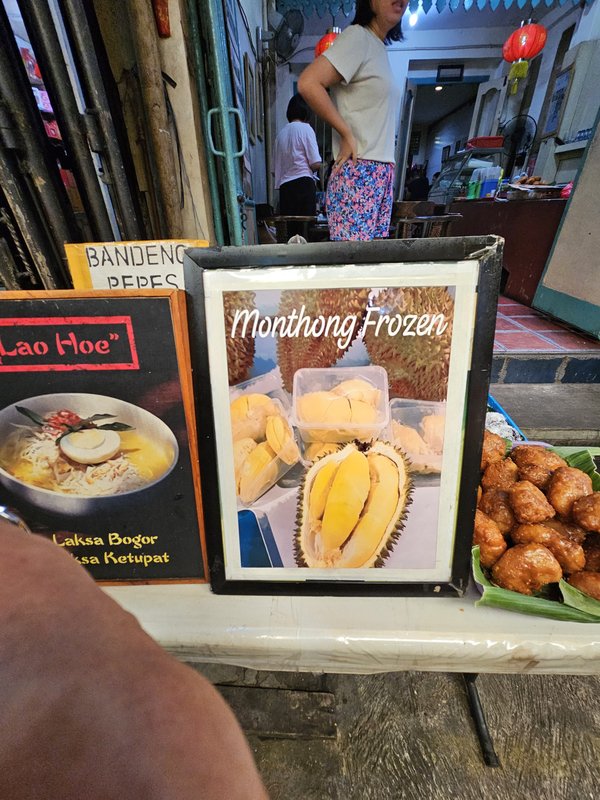 BANDENG
PEPES
Lao Hoe"
Laksa Bogor
ksa Ketupat
Monthong Frozen